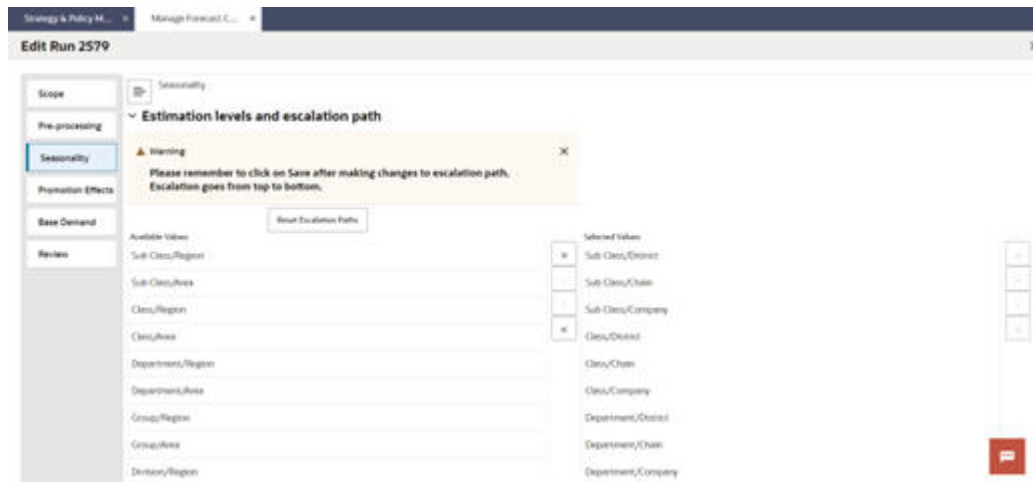 Strategy & Policy M... ×
Manage Forecast C... ×
Edit Run 2579
Scope
Pre-processing
Seasonality
Promotion Effects
Base Demand
Review
Seasonality
Estimation levels and escalation path
Warning
Please remember to click on Save after making changes to escalation path.
Escalation goes from top to bottom.
Reset Escalation Paths
Available Values
Sub Class/Region
Sub Class/Area
Class/Region
Class/Area
Department/Region
Department/Area
Group/Region
Group/Area
Division/Region
Selected Values
Sub Class/District
Sub Class/Chain
Sub Class/Company
Class/District
Class/Chain
Class/Company
Department/District
Department/Chain
Department/Company